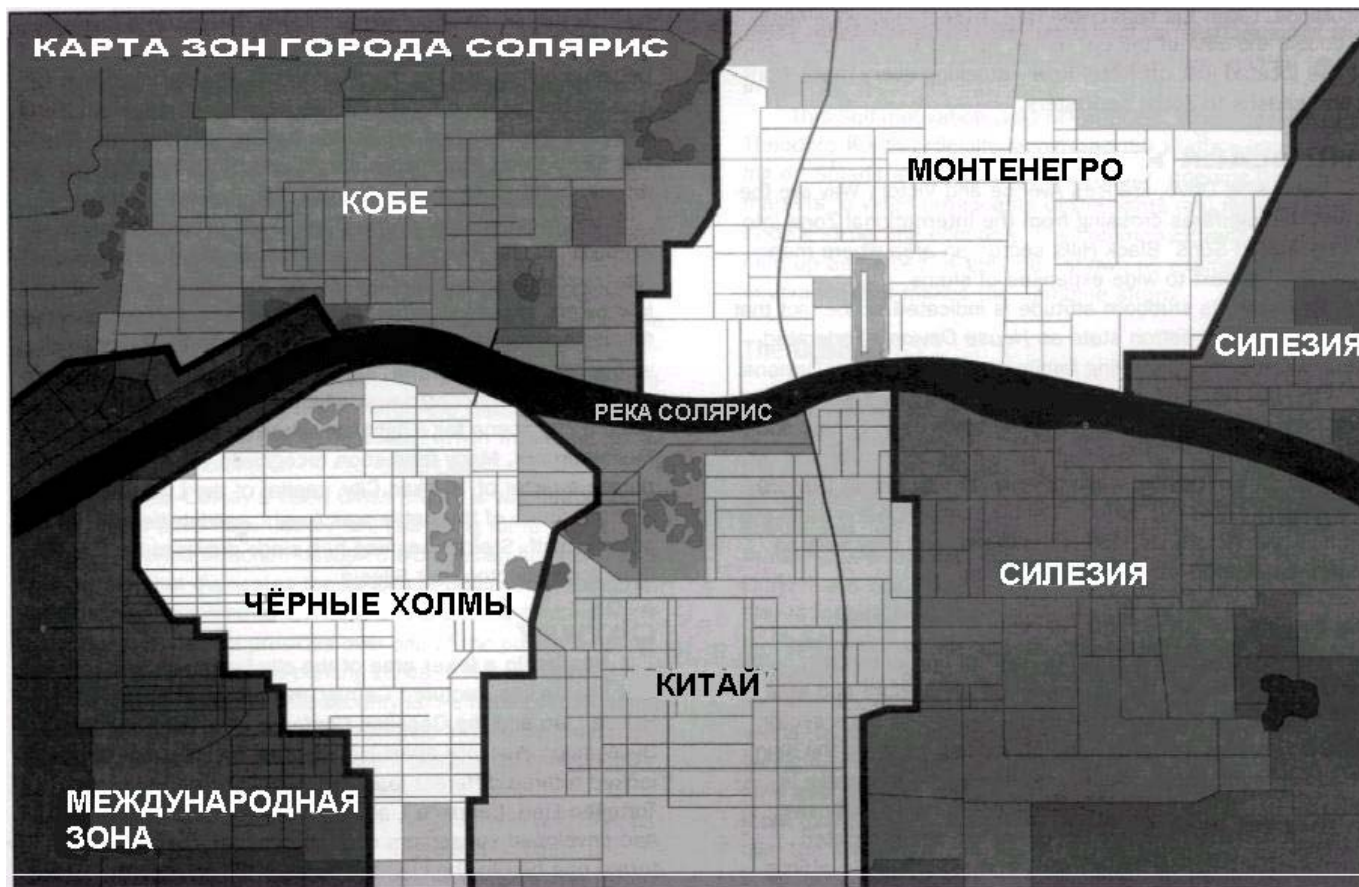 КАРТА ЗОН ГОРОДА СОЛЯРИС
МОНТЕНЕГРО
КОБЕ
СИЛЕЗИЯ
РЕКА СОЛЯРИС
СИЛЕЗИЯ
ЧЁРНЫЕ ХОЛМЫ
КИТАЙ
МЕЖДУНАРОДНАЯ
ЗОНА